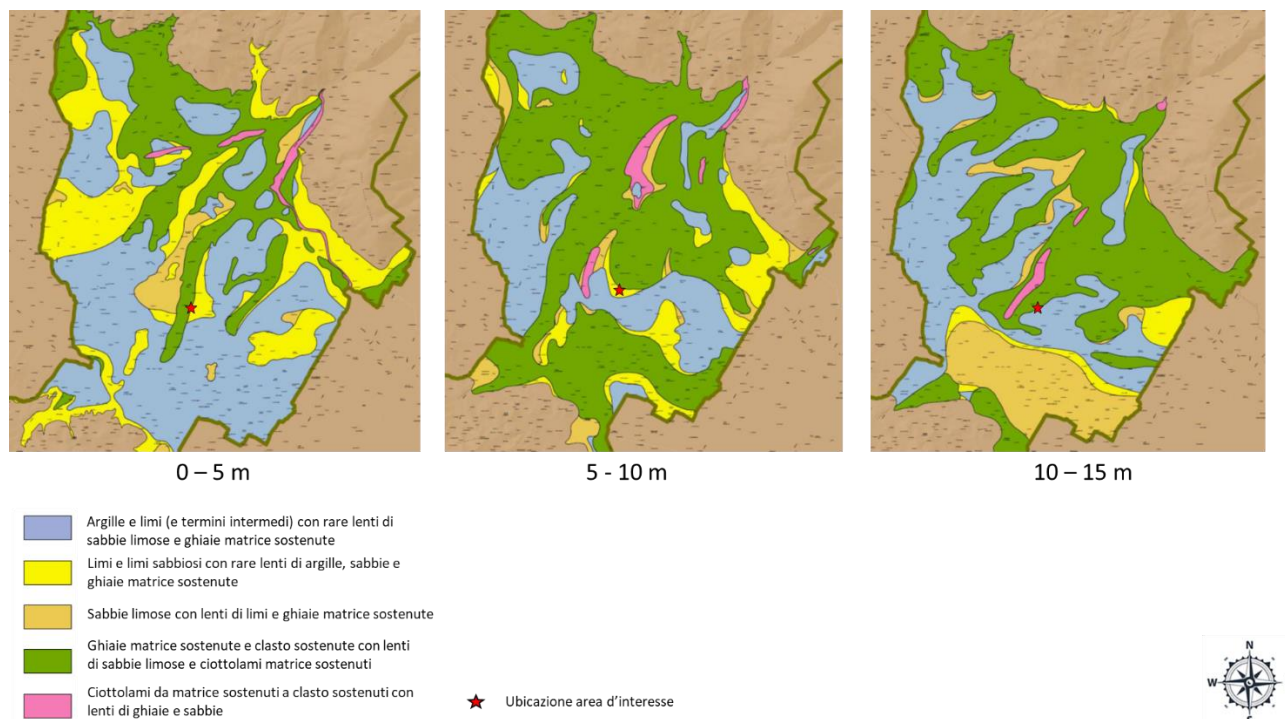 0 – 5 m
5 - 10 m
10 – 15 m
Argille e limi (e termini intermedi) con rare lenti di
sabbie limose e ghiaie matrice sostenute
Limi e limi sabbiosi con rare lenti di argille, sabbie e
ghiaie matrice sostenute
Sabbie limose con lenti di limi e ghiaie matrice sostenute
Ghiaie matrice sostenute e clasto sostenute con lenti
di sabbie limose e ciottolami matrice sostenuti
Ciottolami da matrice sostenuti a clasto sostenuti con
lenti di ghiaie e sabbie
Ubicazione area d'interesse
N
W
E
S